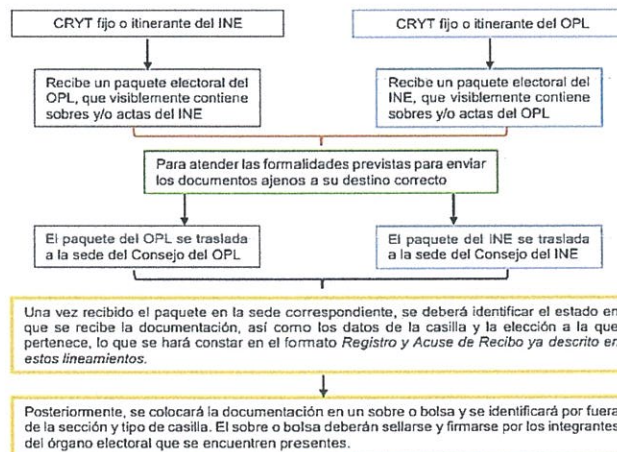 CRYT fijo o itinerante del INE
CRYT fijo o itinerante del OPL
Recibe un paquete electoral del
OPL, que visiblemente contiene
sobres y/o actas del INE
Recibe un paquete electoral del
INE, que visiblemente contiene
sobres y/o actas del OPL
Para atender las formalidades previstas para enviar
los documentos ajenos a su destino correcto
El paquete del OPL se traslada
a la sede del Consejo del OPL
El paquete del INE se traslada
a la sede del Consejo del INE
Una vez recibido el paquete en la sede correspondiente, se deberá identificar el estado en
que se recibe la documentación, así como los datos de la casilla y la elección a la que
pertenece, lo que se hará constar en el formato Registro y Acuse de Recibo ya descrito en
estos lineamientos.
Posteriormente, se colocará la documentación en un sobre o bolsa y se identificará por fuera
de la sección y tipo de casilla. El sobre o bolsa deberán sellarse y firmarse por los integrantes
del órgano electoral que se encuentren presentes.